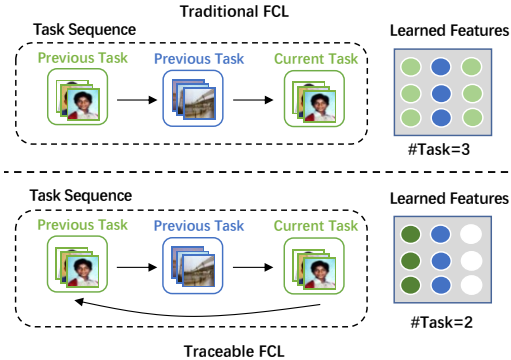 Traditional FCL
Task Sequence
Learned Features
Previous Task
Previous Task
Current Task
#Task=3
Task Sequence
Learned Features
Previous Task
Previous Task
Current Task
#Task=2
Traceable FCL